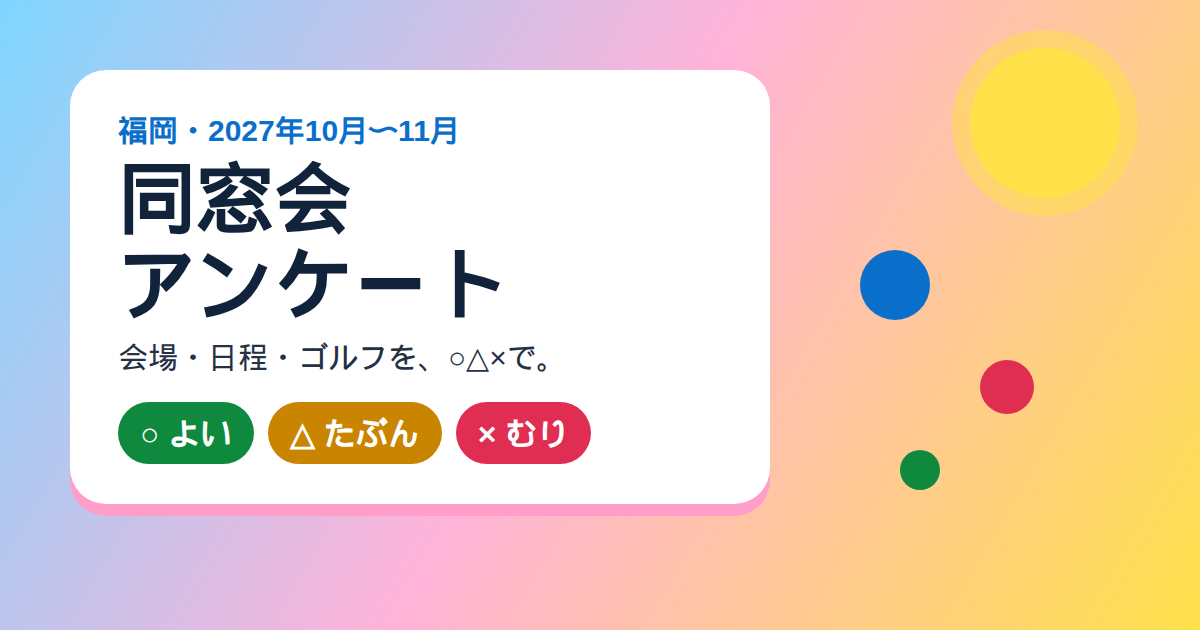 福岡・2027年10月〜11月
同窓会
アンケート
会場・日程・ゴルフを、○△×で。
○ よい △ たぶん × むり